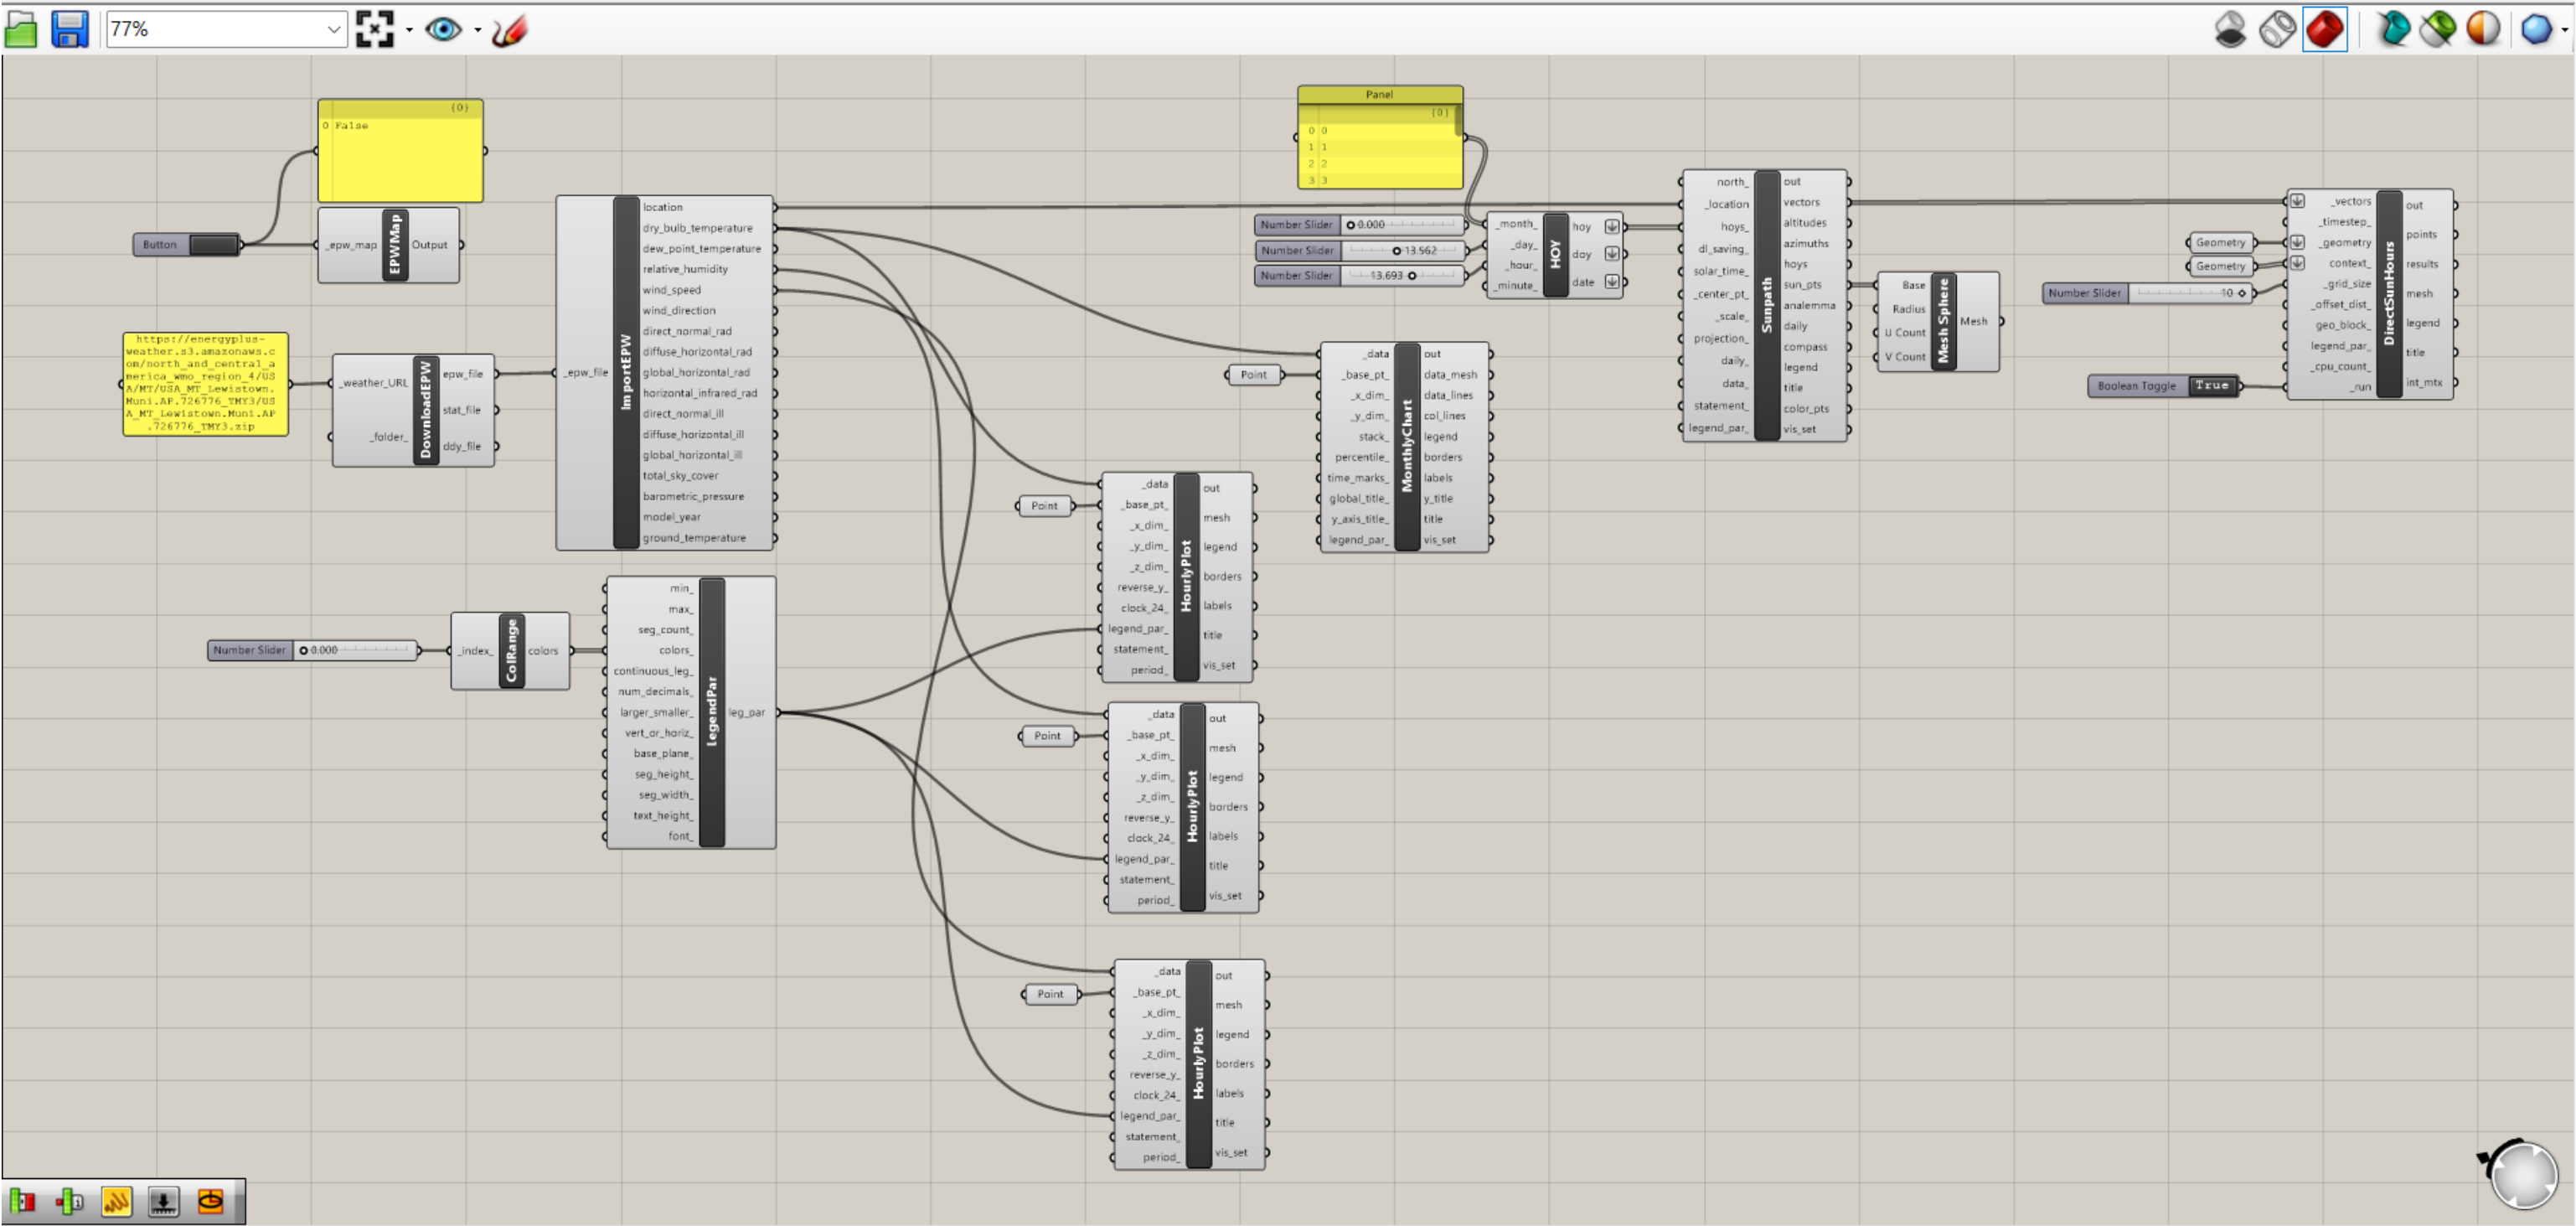 77%
{0}
0 False
Button
_epw_map
EPWMap
Output
https://energyplus-
weather.s3.amazonaws.c
om/north_and_central_a
merica_wmo_region_4/US
A/MT/USA_MT_Lewistown.
Muni.AP.726776_TMY3/US
A_MT_Lewistown.Muni.AP
.726776_TMY3.zip
_weather_URL
_folder_
DownloadEPW
epw_file
stat_file
ddy_file
_epw_file
ImportEPW
location
dry_bulb_temperature
dew_point_temperature
relative_humidity
wind_speed
wind_direction
direct_normal_rad
diffuse_horizontal_rad
global_horizontal_rad
horizontal_infrared_rad
direct_normal_ill
diffuse_horizontal_ill
global_horizontal_ill
total_sky_cover
barometric_pressure
model_year
ground_temperature
Number Slider 0.000
_index_
ColRange
colors
min_
max_
seg_count_
colors_
continuous_leg_
num_decimals_
larger_smaller_
vert_or_horiz_
base_plane_
seg_height_
seg_width_
text_height_
font_
LegendPar
leg_par
Point
_data
_base_pt_
_x_dim_
_y_dim_
_z_dim_
reverse_y_
clock_24_
legend_par_
statement_
period_
HourlyPlot
out
mesh
legend
borders
labels
title
vis_set
Point
_data
_base_pt_
_x_dim_
_y_dim_
_z_dim_
reverse_y_
clock_24_
legend_par_
statement_
period_
HourlyPlot
out
mesh
legend
borders
labels
title
vis_set
Point
_data
_base_pt_
_x_dim_
_y_dim_
_z_dim_
reverse_y_
clock_24_
legend_par_
statement_
period_
HourlyPlot
out
mesh
legend
borders
labels
title
vis_set
Point
_data
_base_pt_
_x_dim_
_y_dim_
stack_
percentile_
time_marks_
global_title_
y_axis_title_
legend_par_
MonthlyChart
out
data_mesh
data_lines
col_lines
legend
borders
labels
y_title
title
vis_set
Panel
{0}
0 0
1 1
2 2
3 3
Number Slider 0.000
Number Slider 13.562
Number Slider 13.693
_month_
_day_
_hour_
_minute_
HOY
hoy
day
date
north_
_location
hoys_
dl_saving_
solar_time_
_center_pt_
_scale_
projection_
daily_
data_
statement_
legend_par_
Sunpath
out
vectors
altitudes
azimuths
hoys
sun_pts
analemma
daily
compass
legend
title
color_pts
vis_set
Base
Radius
U Count
V Count
Mesh Sphere
Mesh
Geometry
Geometry
Number Slider 10
Boolean Toggle True
_vectors
_timestep_
_geometry
context_
_grid_size
_offset_dist_
geo_block_
legend_par_
_cpu_count_
_run
DirectSunHours
out
points
results
mesh
legend
title
int_mtx